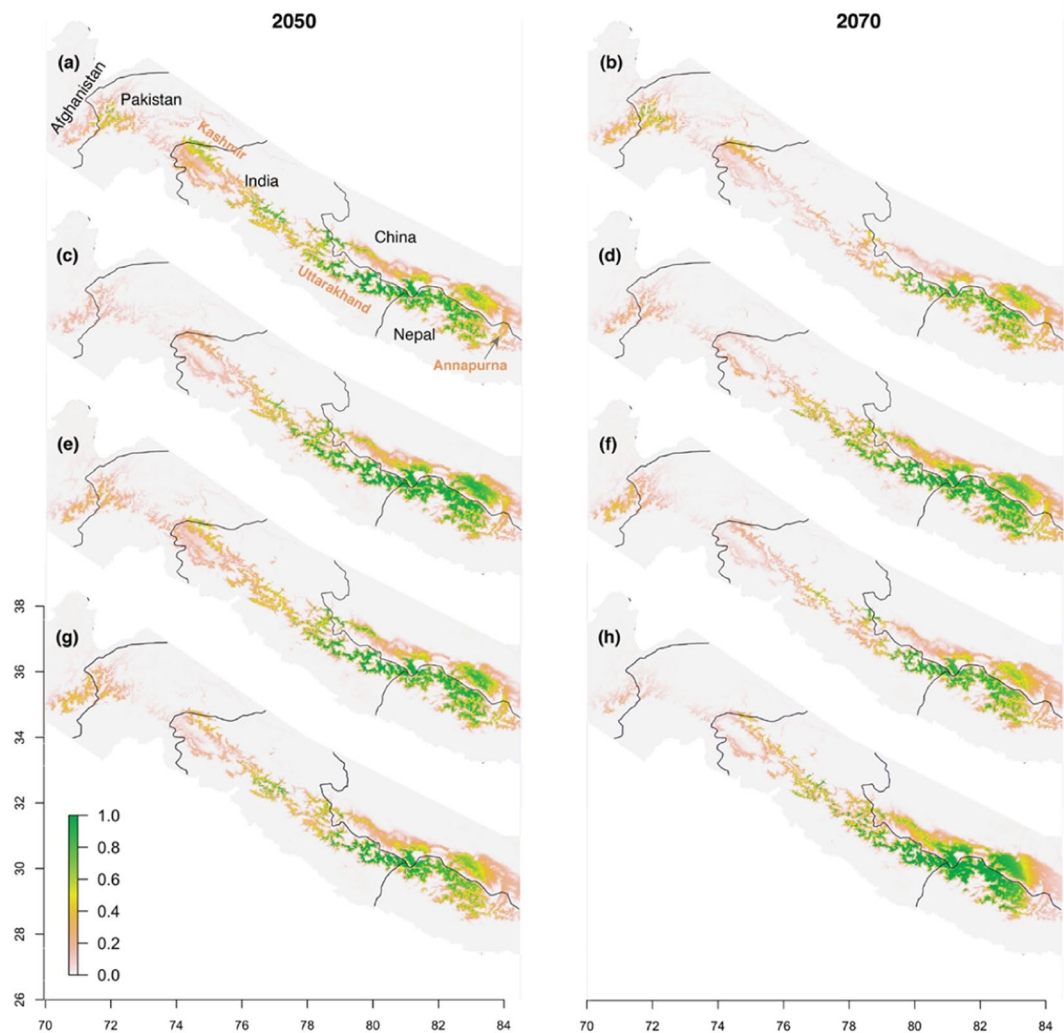 2050
2070
(a)
(b)
Afghanistan
Pakistan
Kashmir
India
China
(c)
(d)
Uttarakhand
Nepal
Annapurna
(e)
(f)
(g)
(h)
38
36
34
32
30
28
26
1.0
0.8
0.6
0.4
0.2
0.0
70 72 74 76 78 80 82 84
70 72 74 76 78 80 82 84